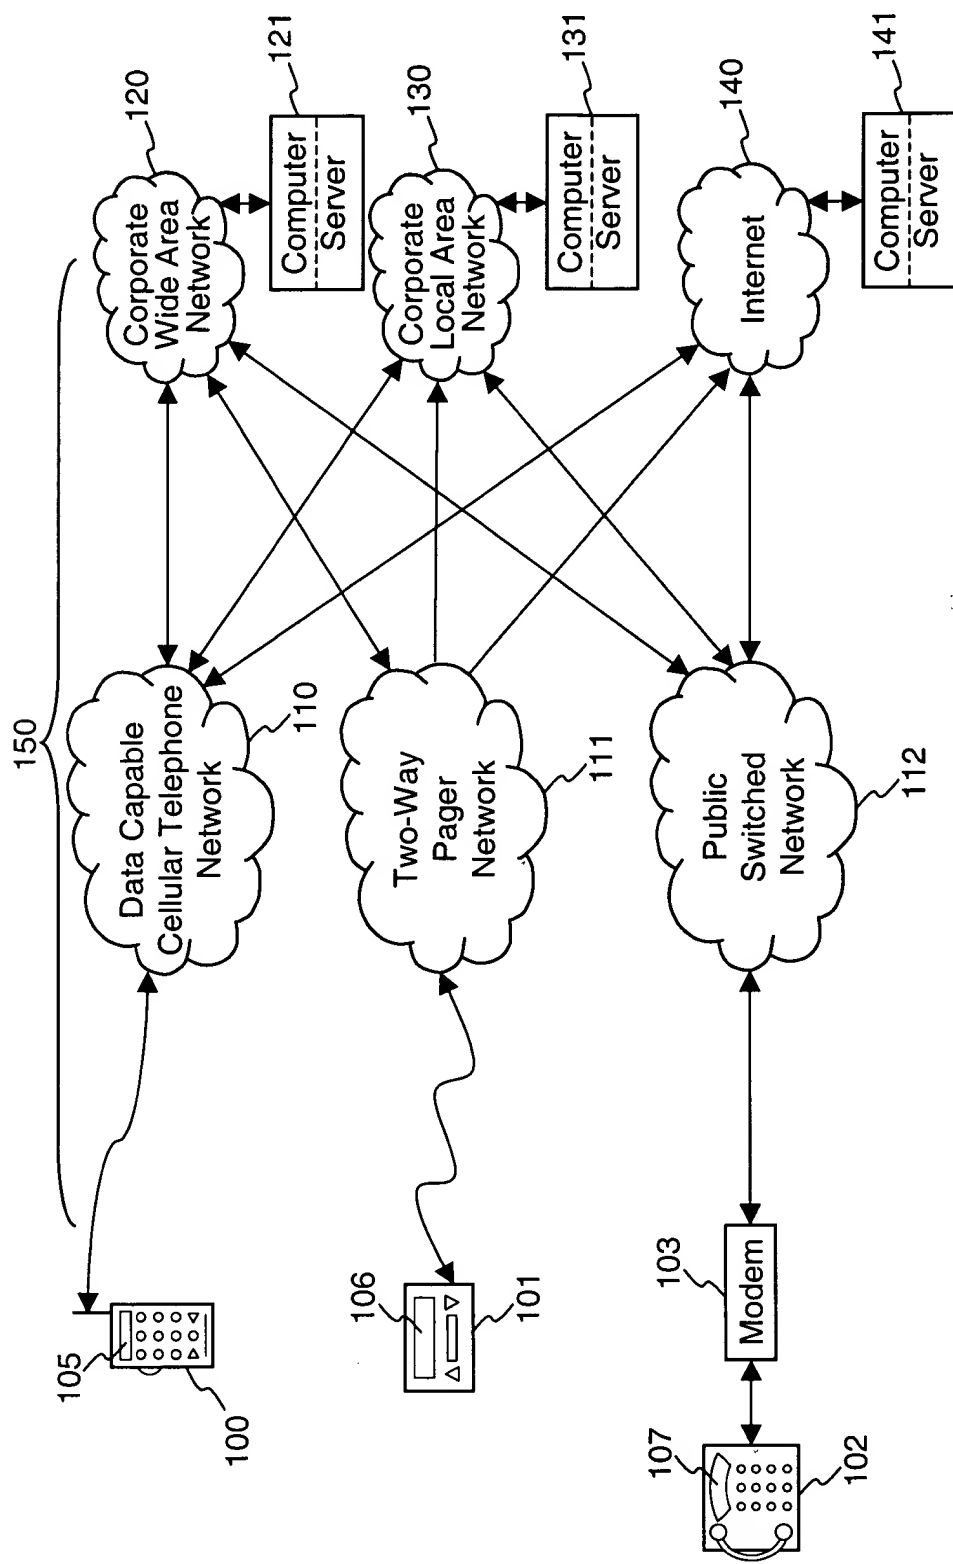 150
100
105
Data Capable
Cellular Telephone
Network
110
Corporate
Wide Area
Network
120
Computer
Server
121
106
101
Two-Way
Pager
Network
111
Corporate
Local Area
Network
130
Computer
Server
131
107
102
103
Modem
Public
Switched
Network
112
Internet
140
Computer
Server
141